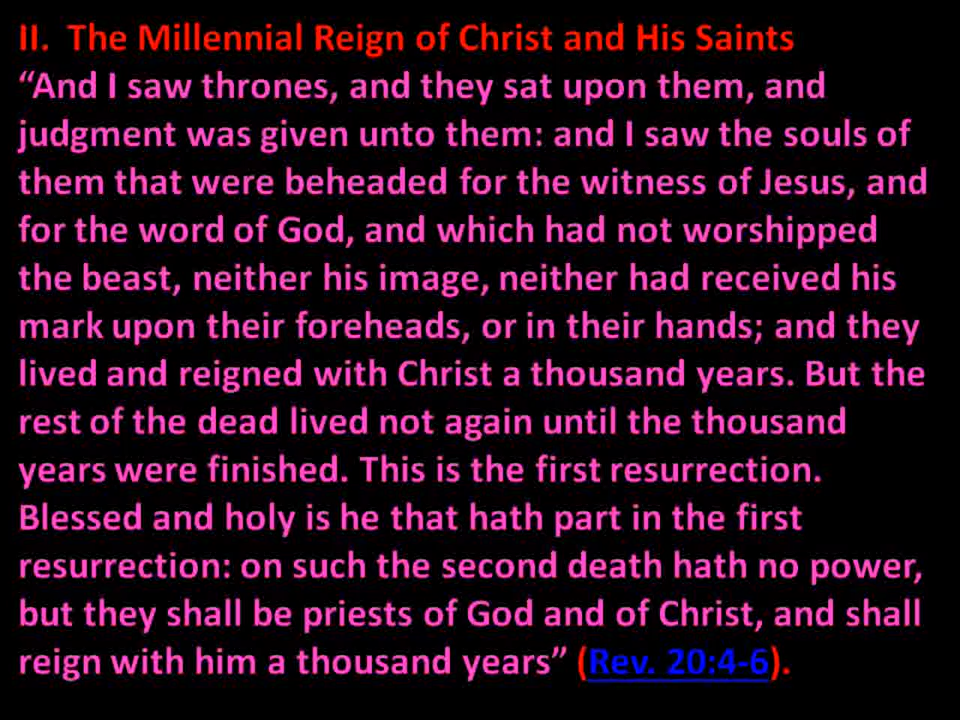 II.  The Millennial Reign of Christ and His Saints
“And I saw thrones, and they sat upon them, and
judgment was given unto them: and I saw the souls of
them that were beheaded for the witness of Jesus, and
for the word of God, and which had not worshipped
the beast, neither his image, neither had received his
mark upon their foreheads, or in their hands; and they
lived and reigned with Christ a thousand years. But the
rest of the dead lived not again until the thousand
years were finished. This is the first resurrection.
Blessed and holy is he that hath part in the first
resurrection: on such the second death hath no power,
but they shall be priests of God and of Christ, and shall
reign with him a thousand years” (Rev. 20:4-6).